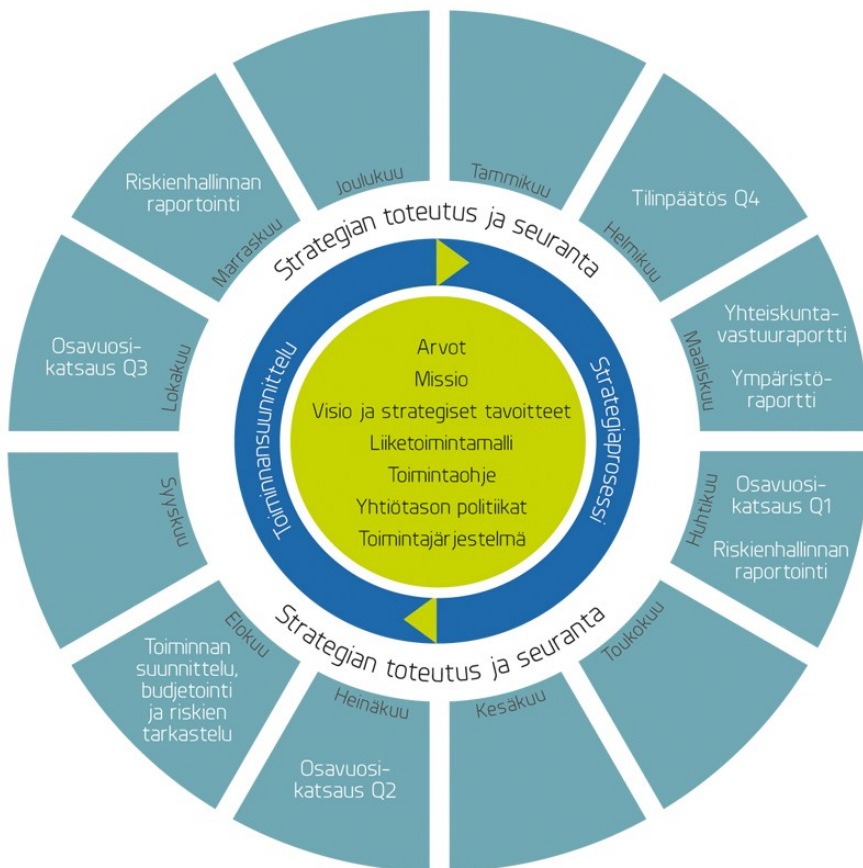 Tammikuu
Tilinpäätös Q4
Helmikuu
Yhteiskunta-
vastuuraportti
Ympäristö-
raportti
Maaliskuu
Osavuosi-
katsaus Q1
Riskienhallinnan
raportointi
Huhtikuu
Toukokuu
Kesäkuu
Heinäkuu
Osavuosi-
katsaus Q2
Elokuu
Toiminnan
suunnittelu,
budjetointi
ja riskien
tarkastelu
Syyskuu
Osavuosi-
katsaus Q3
Lokakuu
Riskienhallinnan
raportointi
Marraskuu
Joulukuu
Strategian toteutus ja seuranta
Strategiaprosessi
Strategian toteutus ja seuranta
Toiminnansuunnittelu
Arvot
Missio
Visio ja strategiset tavoitteet
Liiketoimintamalli
Toimintaohje
Yhtiötason politiikat
Toimintajärjestelmä